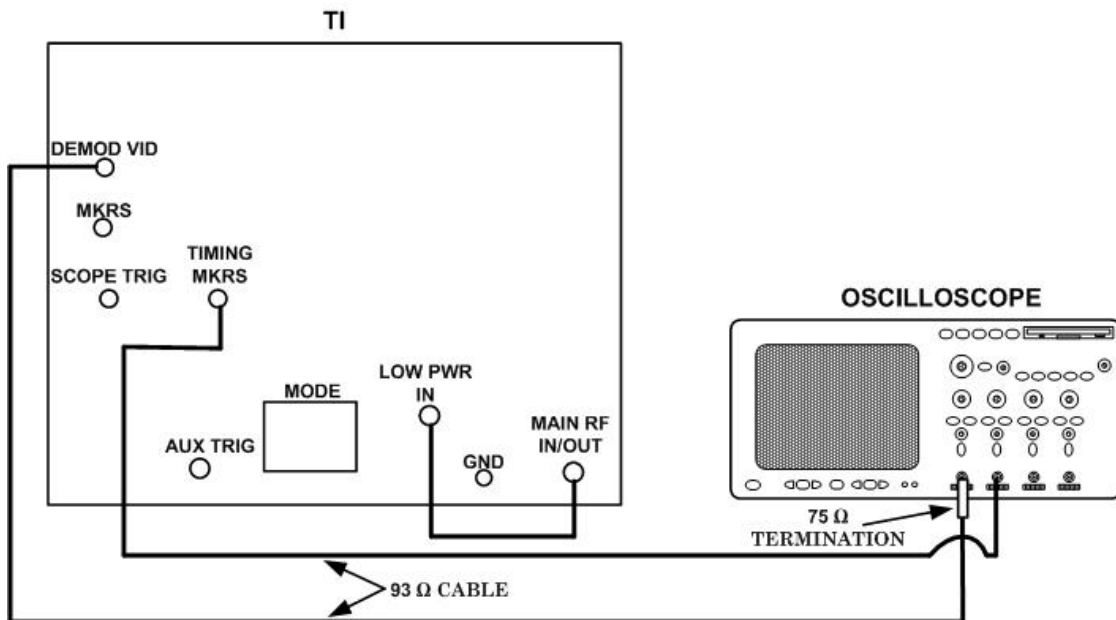 TI
DEMOD VID
MKRS
SCOPE TRIG
TIMING
MKRS
OSCILLOSCOPE
MODE
LOW PWR
IN
AUX TRIG
GND
MAIN RF
IN/OUT
75 Ω
TERMINATION
93 Ω CABLE